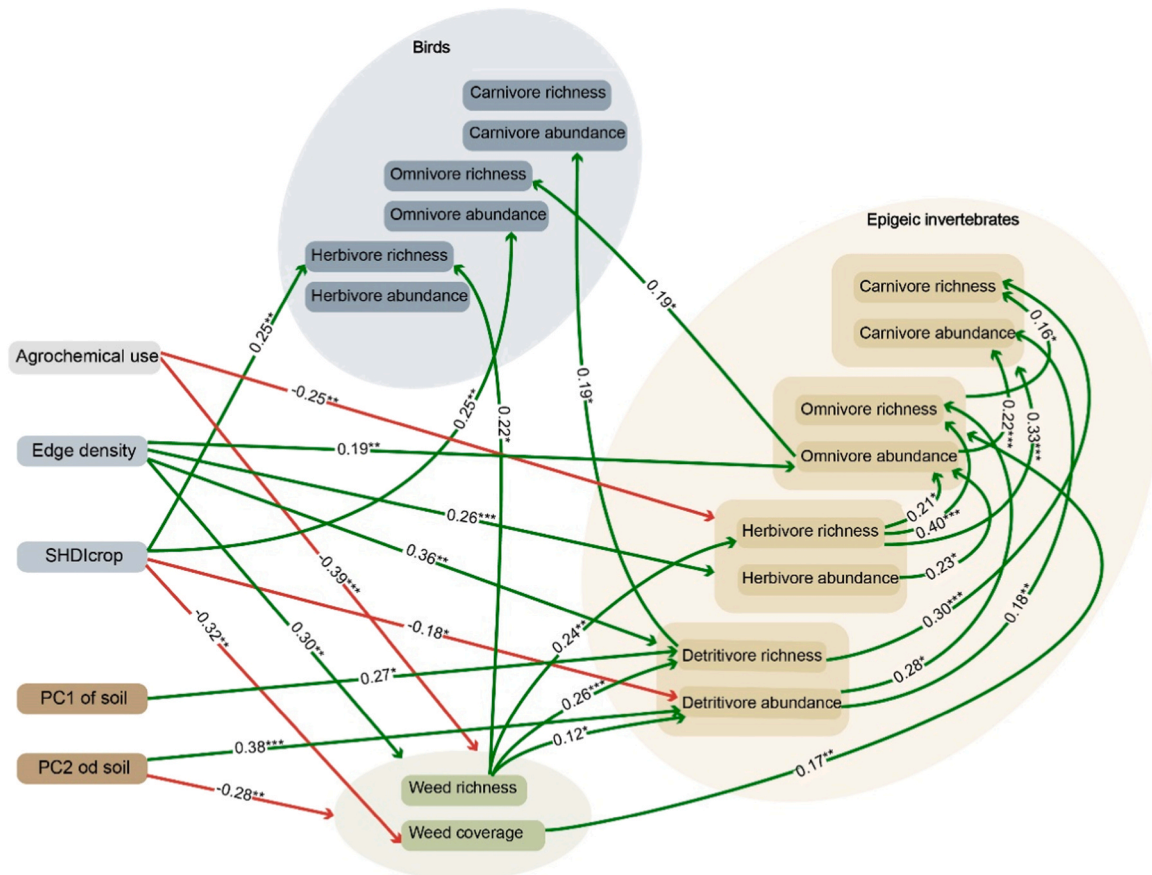 Birds
Carnivore richness
Carnivore abundance
Omnivore richness
Omnivore abundance
Herbivore richness
Herbivore abundance
Epigeic invertebrates
Carnivore richness
Carnivore abundance
Omnivore richness
Omnivore abundance
Herbivore richness
Herbivore abundance
Detritivore richness
Detritivore abundance
Agrochemical use
Edge density
SHDIcrop
PC1 of soil
PC2 od soil
Weed richness
Weed coverage
0.25**
-0.25**
0.25**
0.22*
0.19*
0.19*
0.16*
0.22***
0.33***
0.19**
0.26***
0.36**
0.21*
0.40***
0.23*
-0.39***
-0.32**
0.30**
-0.18*
0.24**
0.30***
0.18**
0.27*
0.26***
0.28*
0.38***
0.12*
-0.28**
0.17**